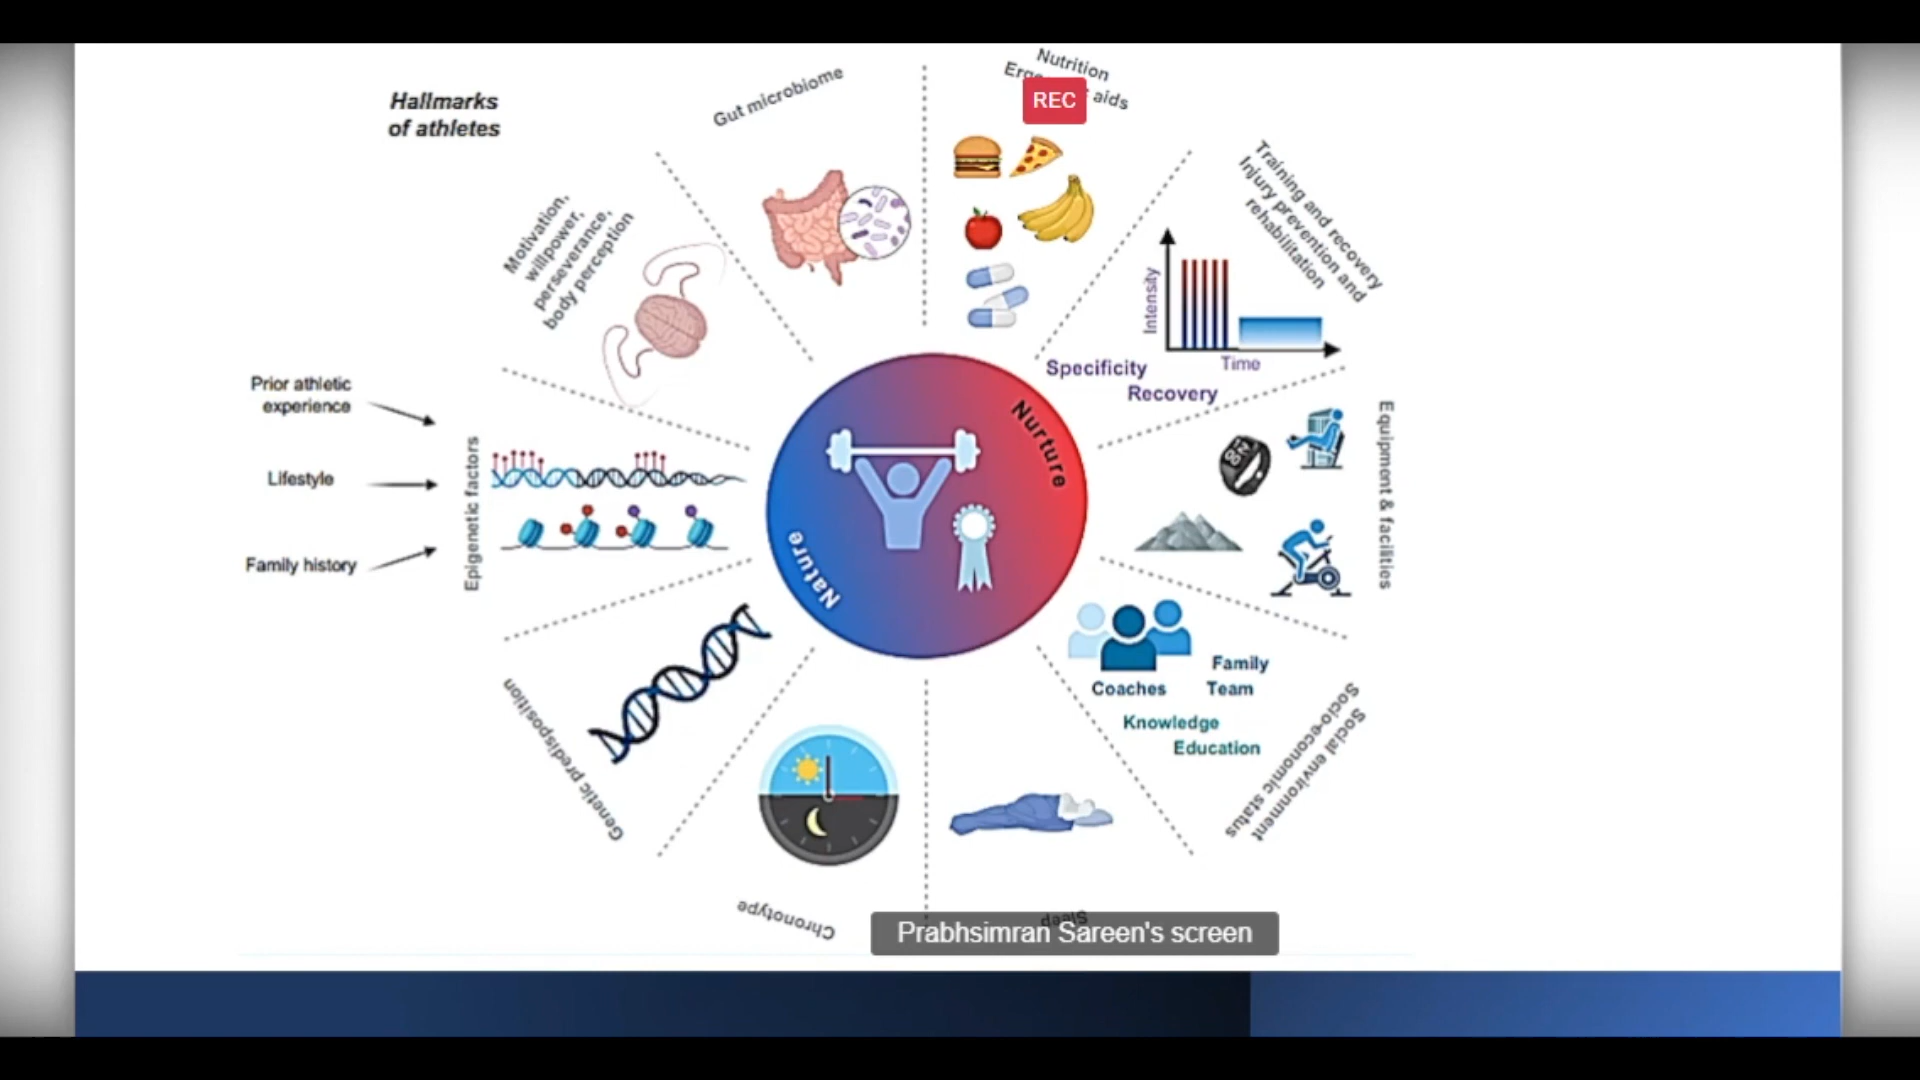 Hallmarks
of athletes
Gut microbiome
Nutrition
aids
REC
Training and recovery
Injury prevention and
rehabilitation
Motivation,
willpower,
perseverance,
body perception
Intensity
Time
Specificity
Recovery
Prior athletic
experience
Lifestyle
Family history
Epigenetic factors
Nurture
Nature
Equipment & facilities
Coaches
Family
Team
Knowledge
Education
Social environment
Socio-economic status
Genetic predisposition
Chronotype
Sleep
Prabhsimran Sareen's screen